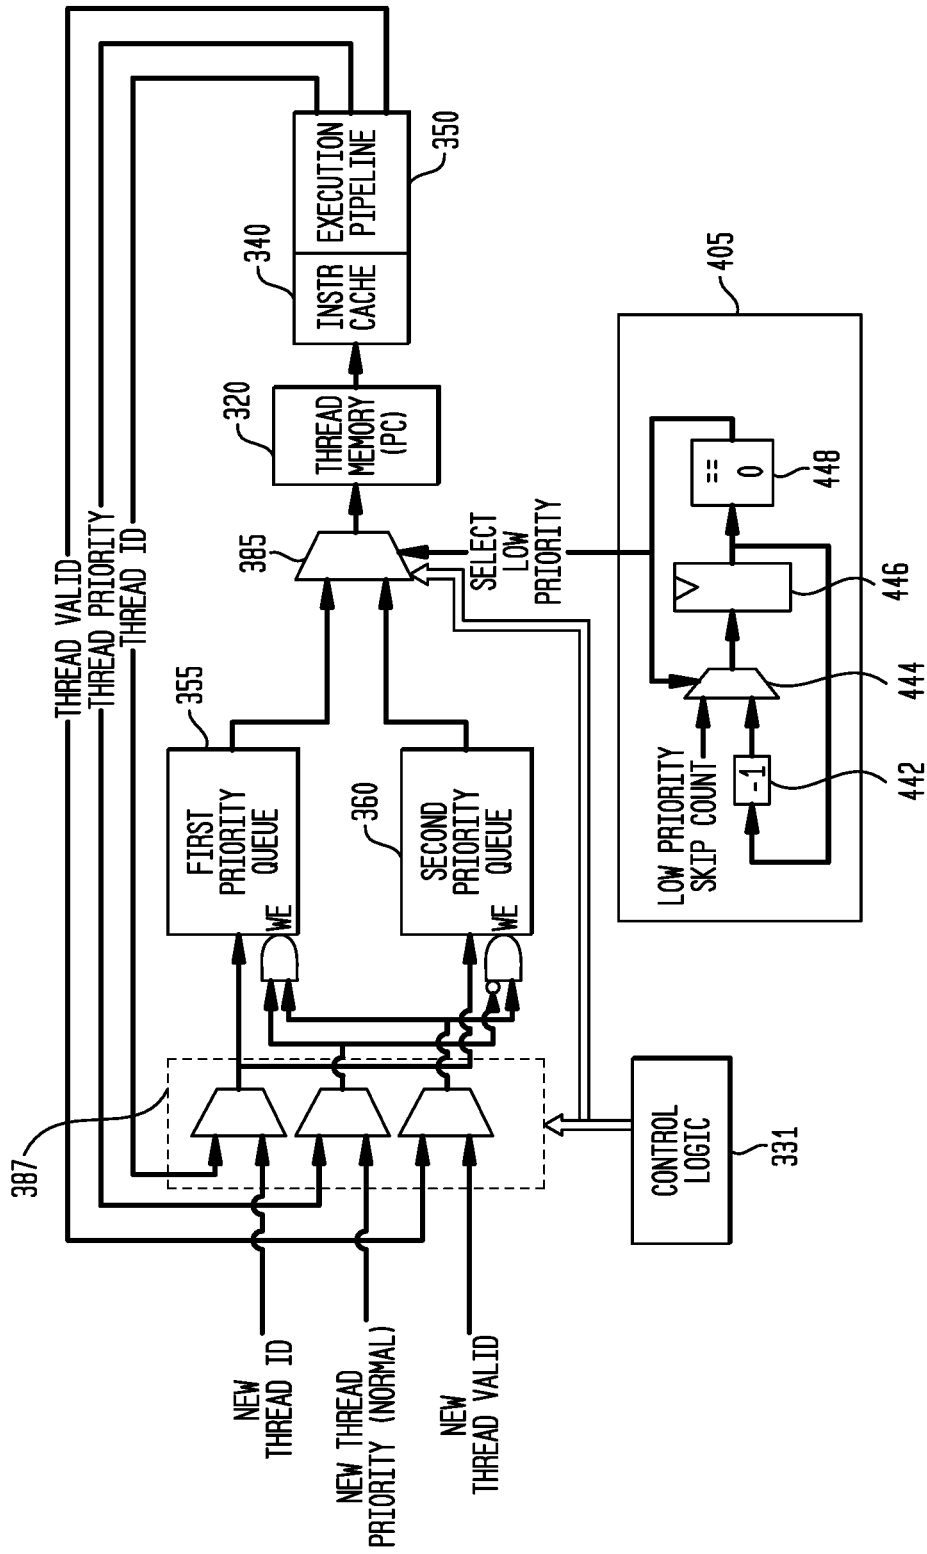 THREAD VALID
THREAD PRIORITY
THREAD ID
387
NEW
THREAD ID
NEW THREAD
PRIORITY (NORMAL)
NEW
THREAD VALID
355
FIRST
PRIORITY
QUEUE
WE
360
SECOND
PRIORITY
QUEUE
WE
385
320
THREAD
MEMORY
(PC)
340
INSTR
CACHE
EXECUTION
PIPELINE
350
SELECT
LOW
PRIORITY
CONTROL
LOGIC
331
405
LOW PRIORITY
SKIP COUNT
-1
442
444
446
==
0
448